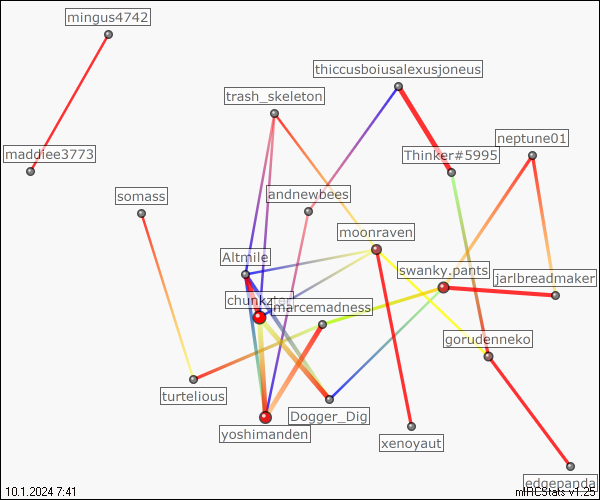 mingus4742
thiccusboiusalexusjoneus
trash_skeleton
neptune01
maddiee3773
Thinker#5995
somass
andnewbees
moonraven
Altmile
swanky.pants
jarlbreadmaker
chunkzter
marcemadness
gorudenneko
turtelious
Dogger_Dig
yoshimanden
xenoyaut
edgepanda
10.1.2024 7:41
mIRCStats v1.25